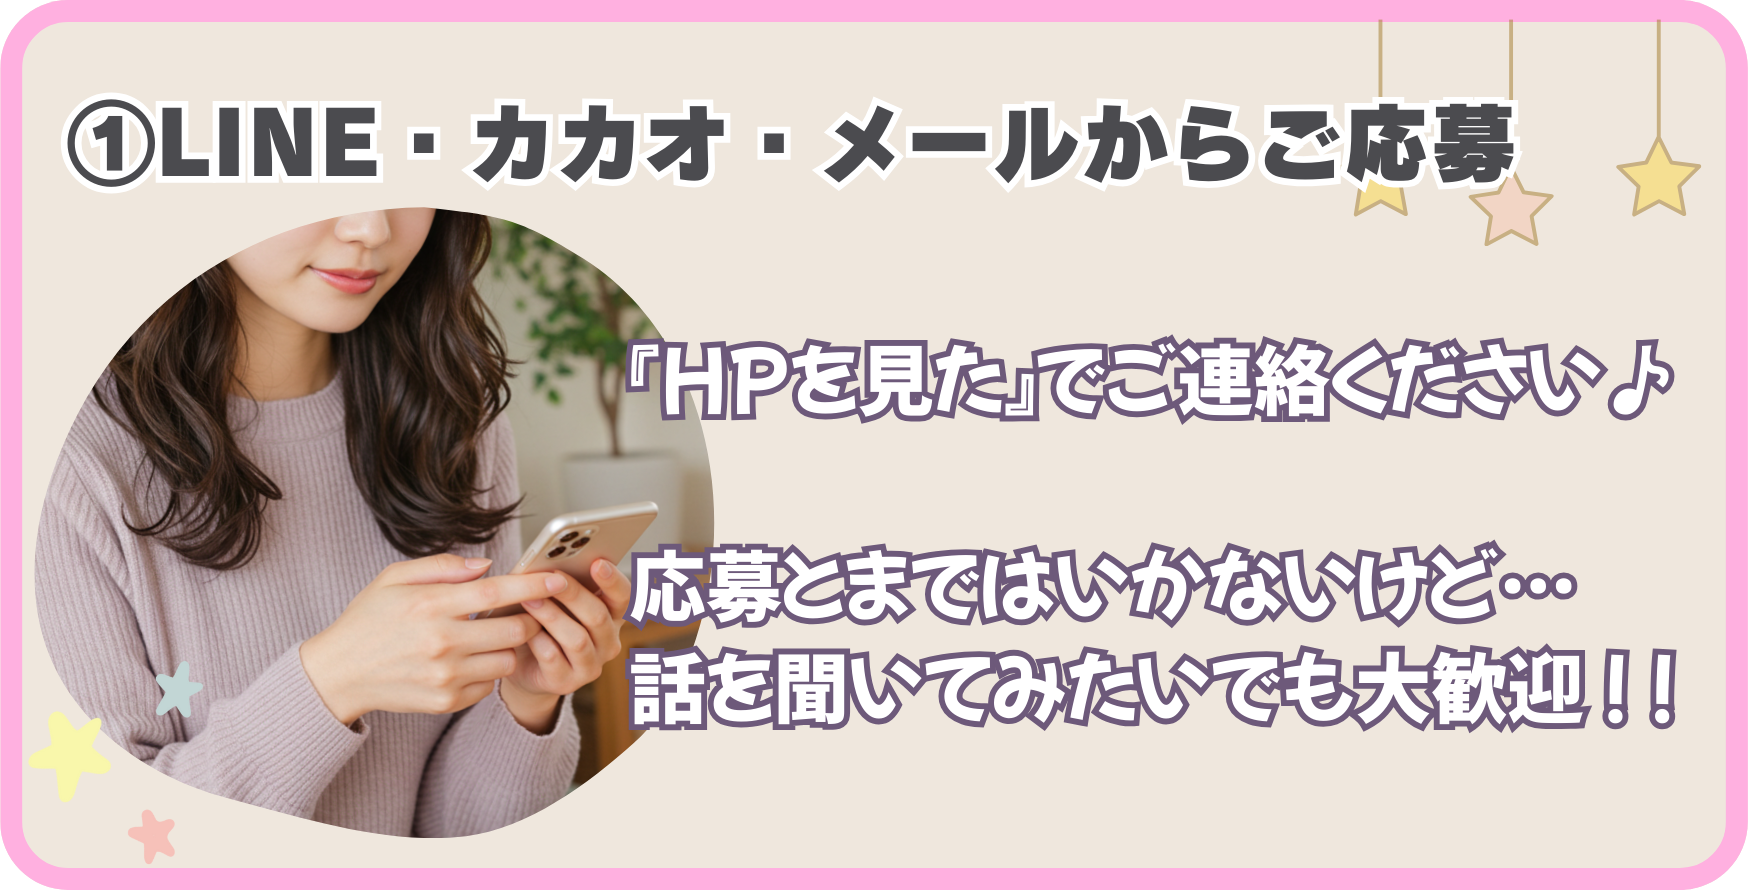 ①LINE・カカオ・メールからご応募
『HPを見た』でご連絡ください♪
応募とまではいかないけど…
話を聞いてみたいでも大歓迎！！